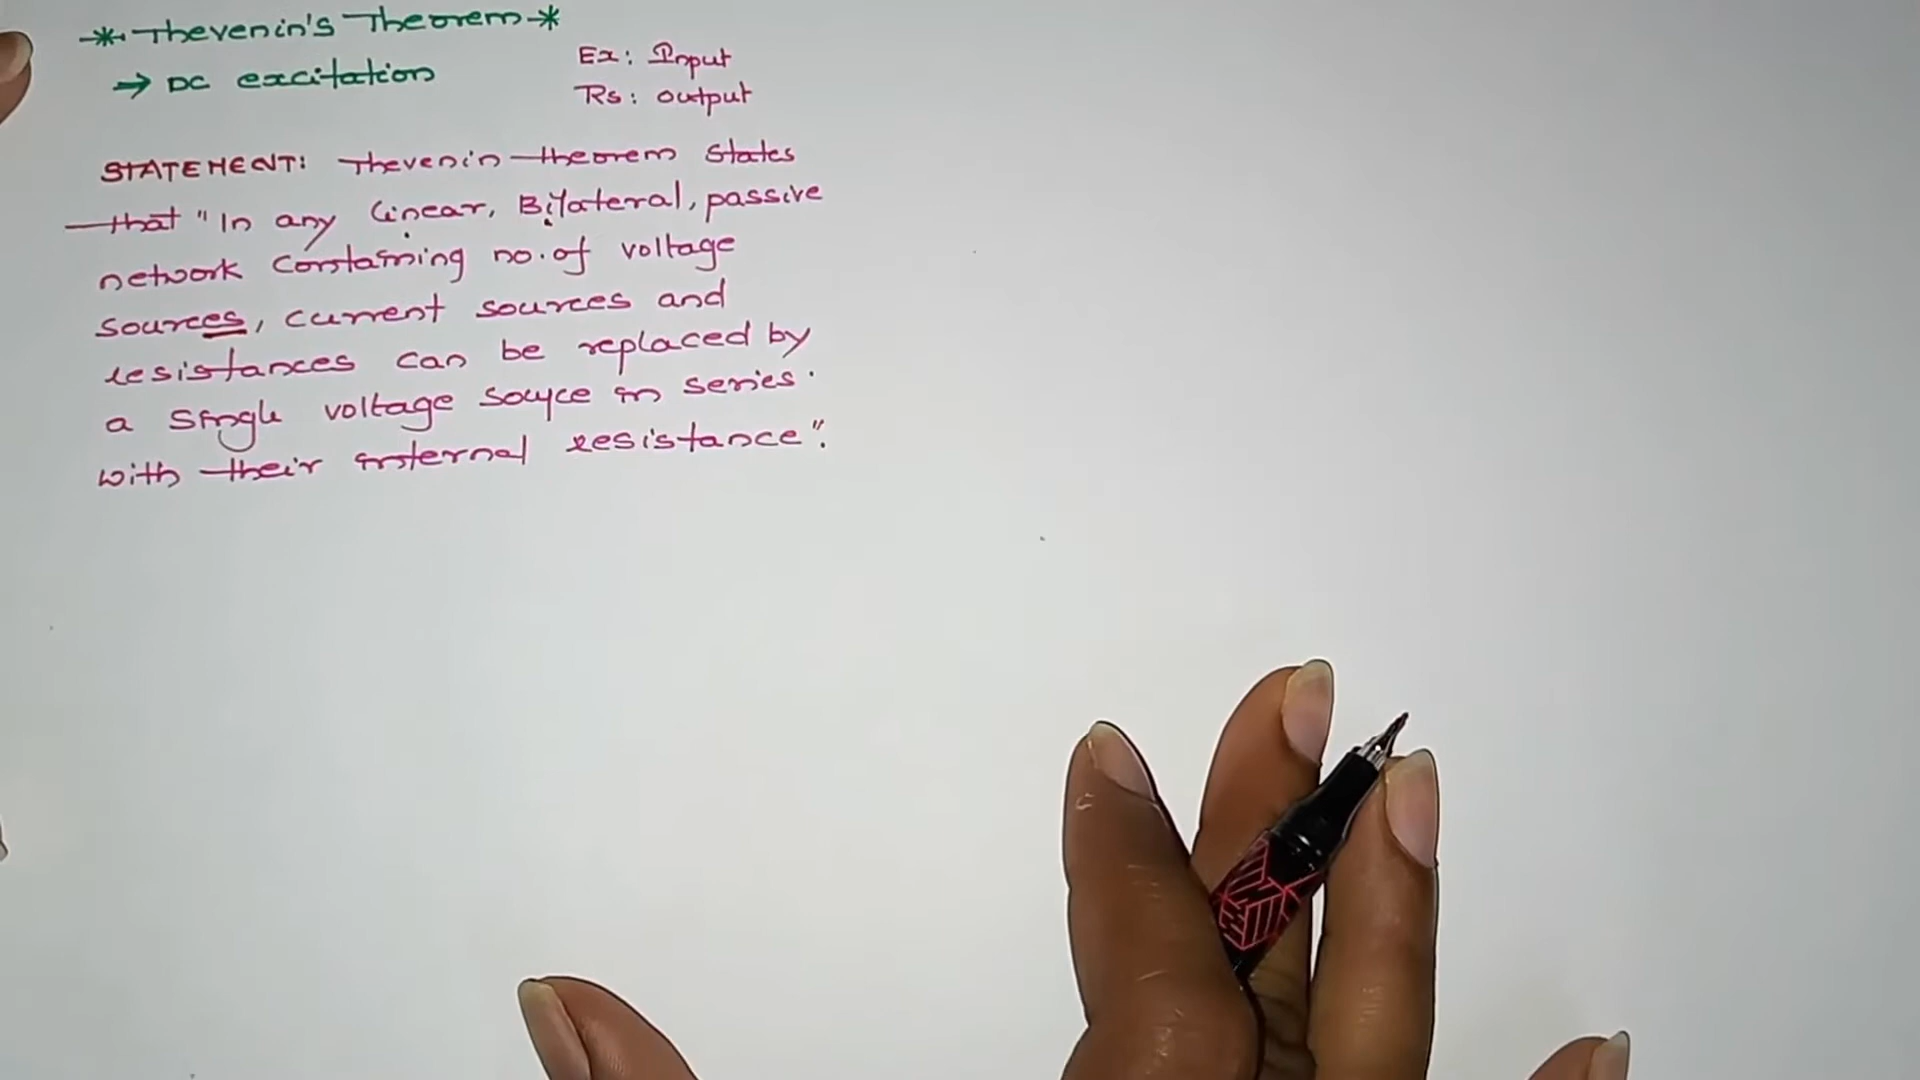 * Thevenin's Theorem *
→ DC excitation
Ex: Input
Rs: output
STATEMENT: Thevenin theorem states
that "In any linear, Bilateral, passive
network containing no. of voltage
sources, current sources and
resistances can be replaced by
a single voltage source in series
with their internal resistance".